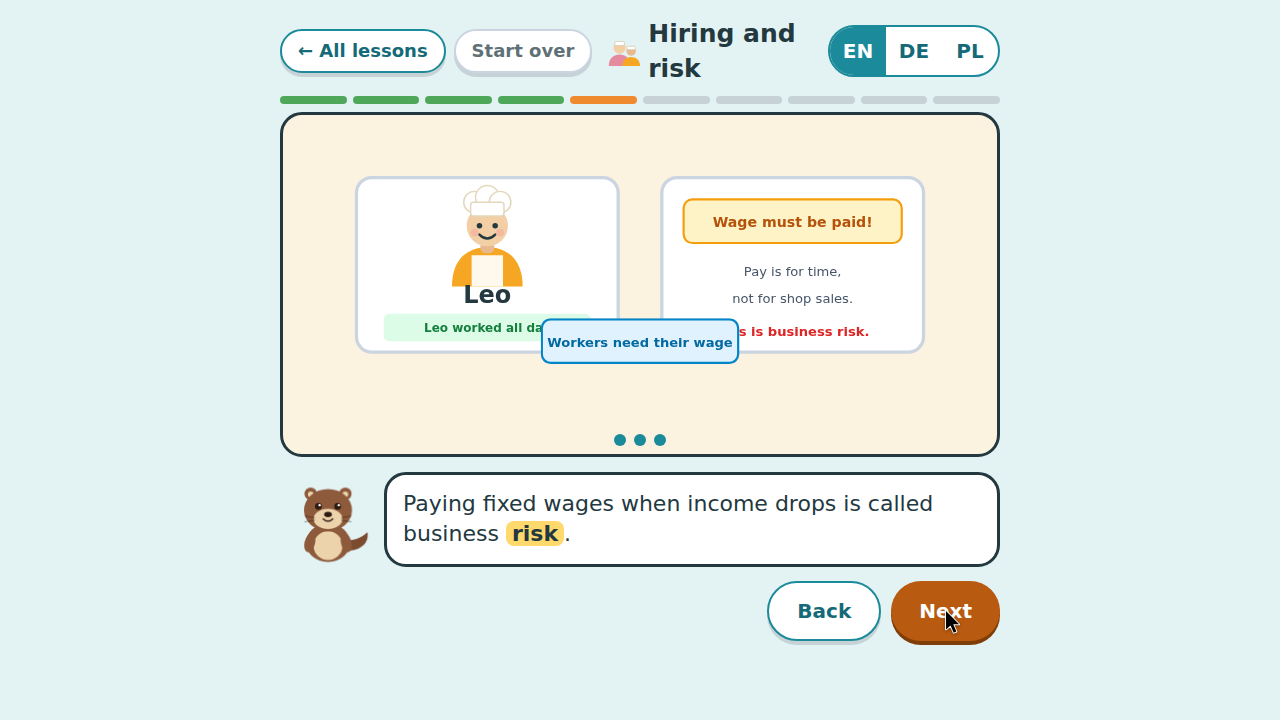 ← All lessons
Start over
Hiring and
risk
EN
DE
PL
Leo
Leo worked all
Wage must be paid!
Pay is for time,
not for shop sales.
is business risk.
Workers need their wage
Paying fixed wages when income drops is called
business risk.
Back
Next